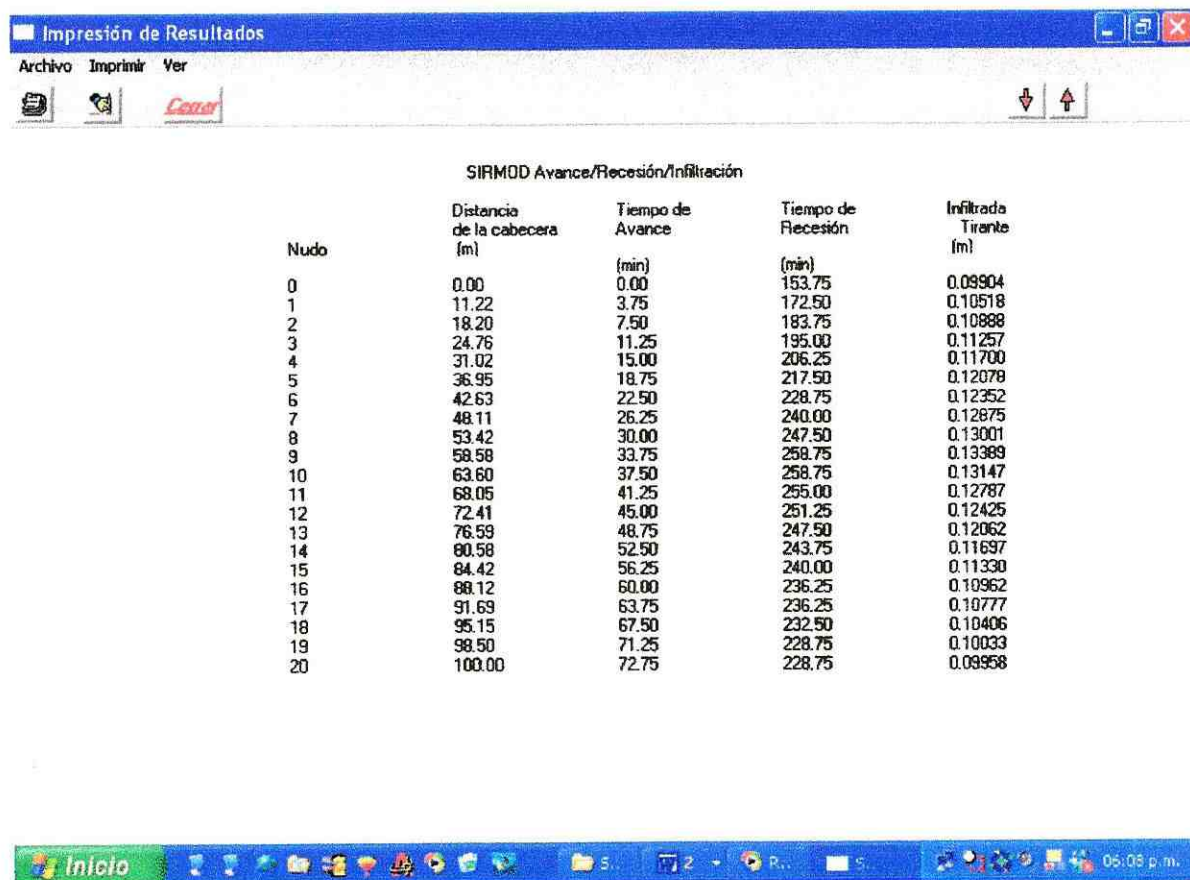 Impresión de Resultados
Archivo Imprimir Ver
Cerrar
SIRMOD Avance/Recesión/Infiltración
Nudo Distancia de la cabecera (m) Tiempo de Avance (min) Tiempo de Recesión (min) Infiltrada Tirante (m)
0 0.00 0.00 153.75 0.09904
1 11.22 3.75 172.50 0.10518
2 18.20 7.50 183.75 0.10888
3 24.76 11.25 195.00 0.11257
4 31.02 15.00 206.25 0.11700
5 36.95 18.75 217.50 0.12078
6 42.63 22.50 228.75 0.12352
7 48.11 26.25 240.00 0.12875
8 53.42 30.00 247.50 0.13001
9 58.58 33.75 258.75 0.13389
10 63.60 37.50 258.75 0.13147
11 68.05 41.25 255.00 0.12787
12 72.41 45.00 251.25 0.12425
13 76.59 48.75 247.50 0.12062
14 80.58 52.50 243.75 0.11697
15 84.42 56.25 240.00 0.11330
16 88.12 60.00 236.25 0.10962
17 91.69 63.75 236.25 0.10777
18 95.15 67.50 232.50 0.10406
19 98.50 71.25 228.75 0.10033
20 100.00 72.75 228.75 0.09958
Inicio S.. 2 R... S. 06:08 p.m.